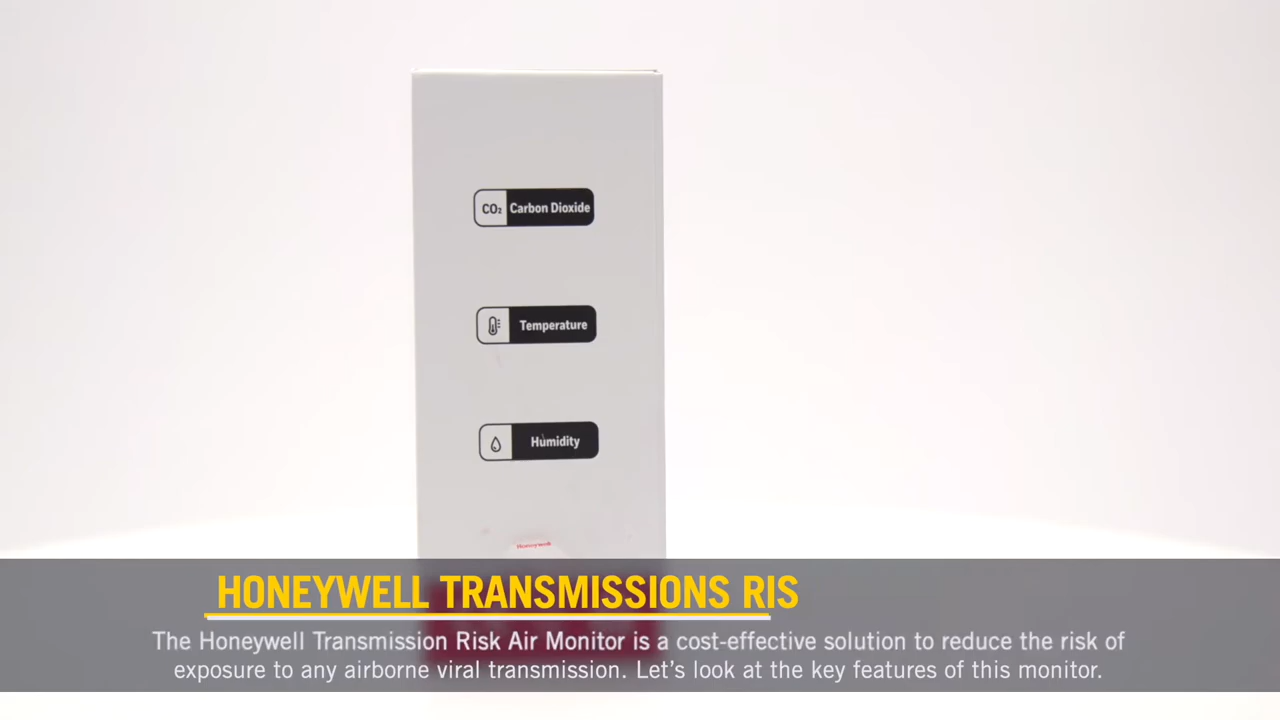 CO₂ Carbon Dioxide
Temperature
Humidity
Honeywell
HONEYWELL TRANSMISSIONS RIS
The Honeywell Transmission Risk Air Monitor is a cost-effective solution to reduce the risk of
exposure to any airborne viral transmission. Let's look at the key features of this monitor.